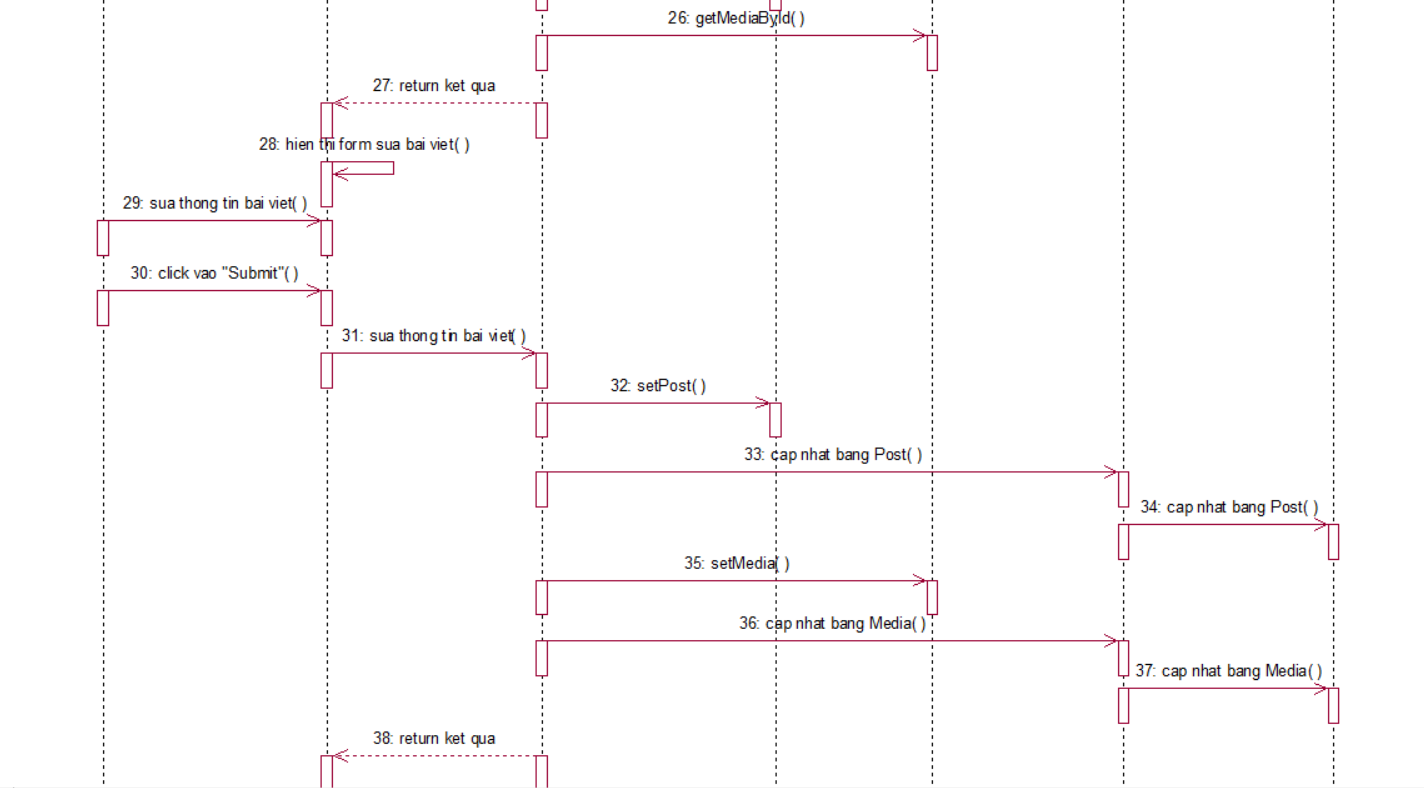 26: getMediaById( )
27: return ket qua
28: hien thi form sua bai viet( )
29: sua thong tin bai viet( )
30: click vao "Submit"( )
31: sua thong tin bai viet( )
32: setPost( )
33: cap nhat bang Post( )
34: cap nhat bang Post( )
35: setMedia( )
36: cap nhat bang Media( )
37: cap nhat bang Media( )
38: return ket qua